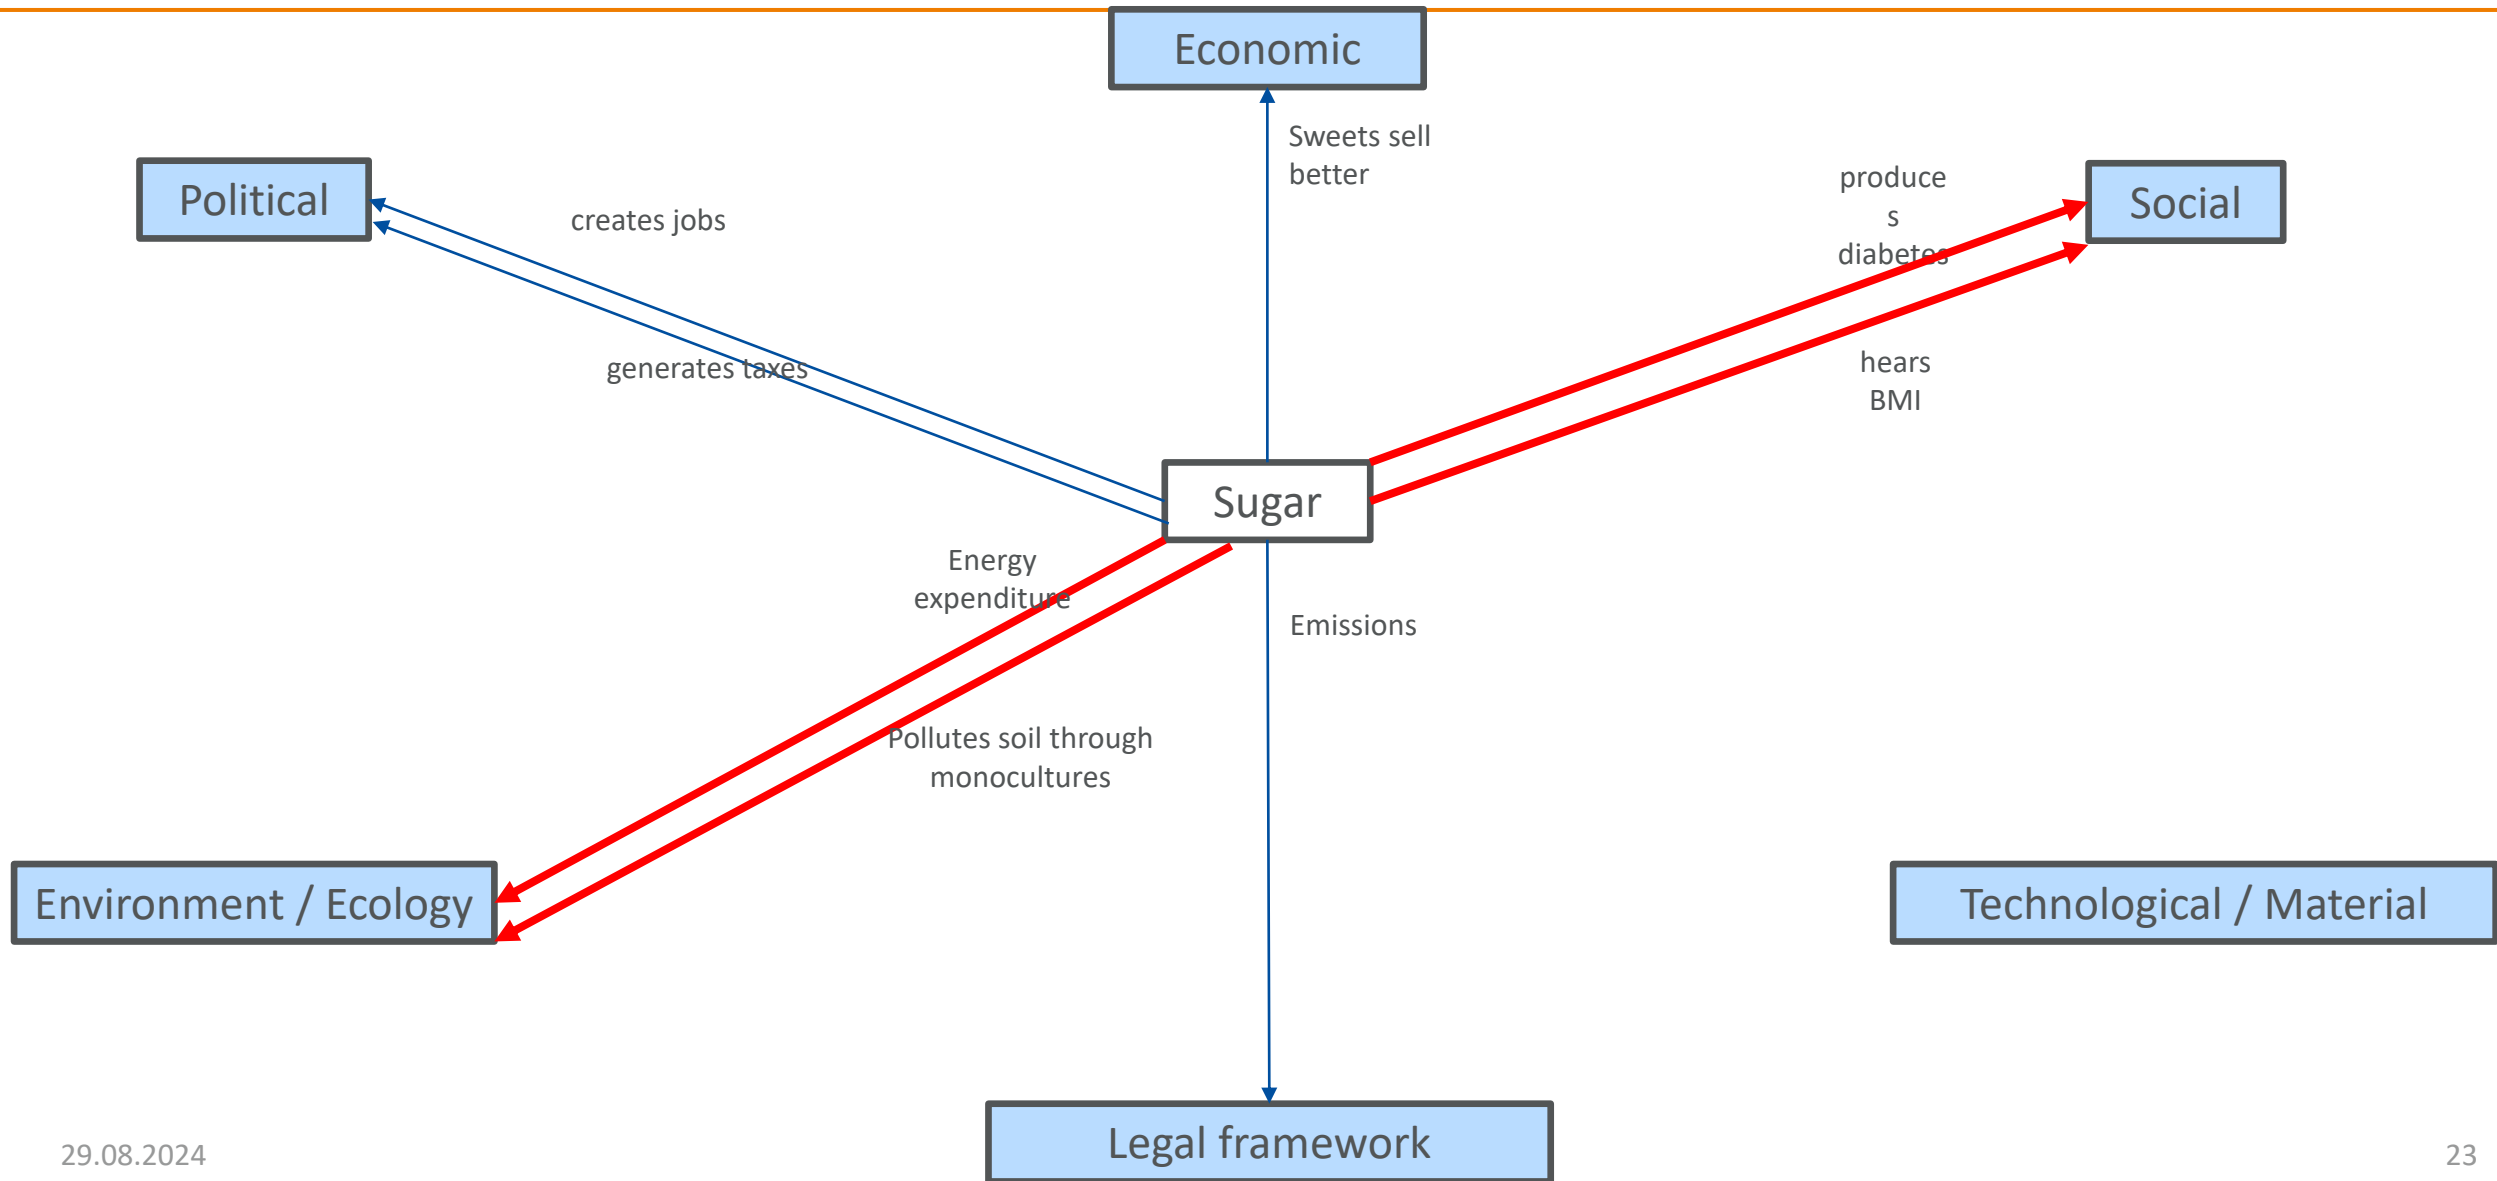 Economic
Sweets sell
better
Political
creates jobs
produce
s
diabetes
Social
generates taxes
hears
BMI
Sugar
Energy
expenditure
Emissions
Pollutes soil through
monocultures
Environment / Ecology
Technological / Material
Legal framework
29.08.2024
23